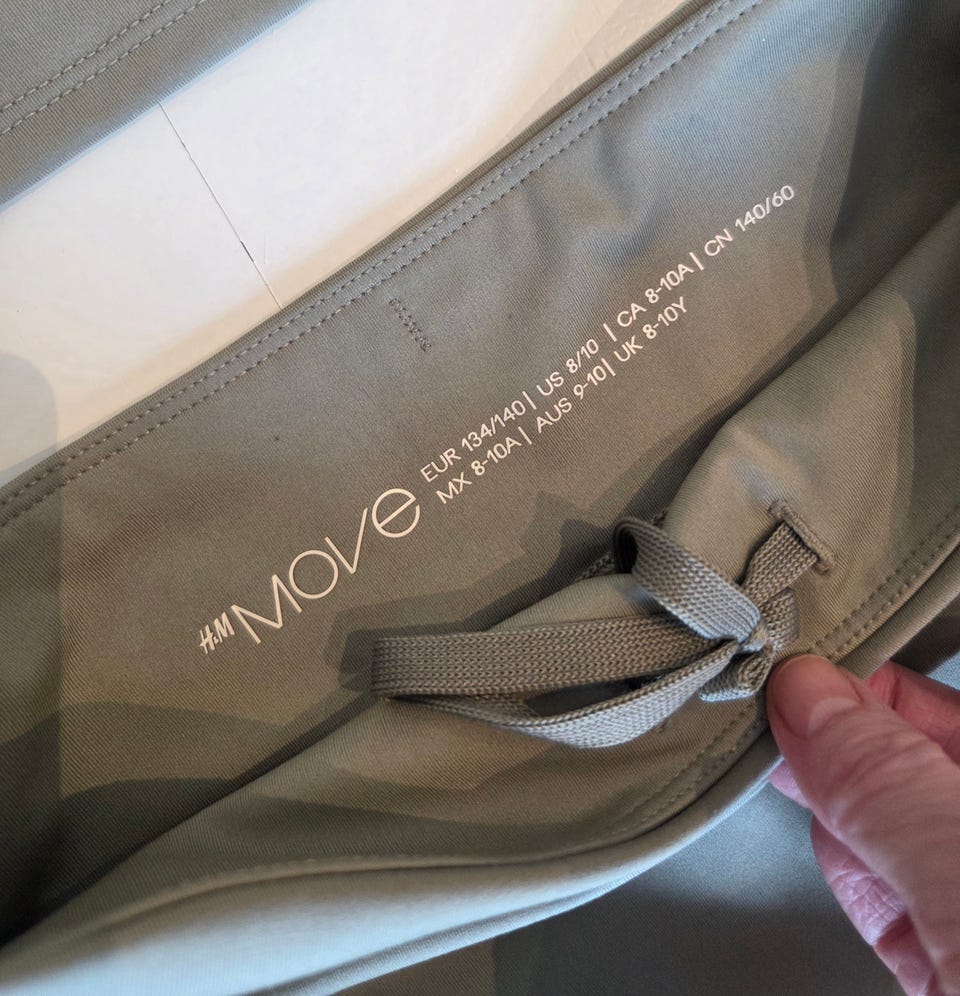 H&M MOVE
EUR 134/140 | US 8/10 | CA 8-10A | CN 140/60
MX 8-10A | AUS 9-10 | UK 8-10Y